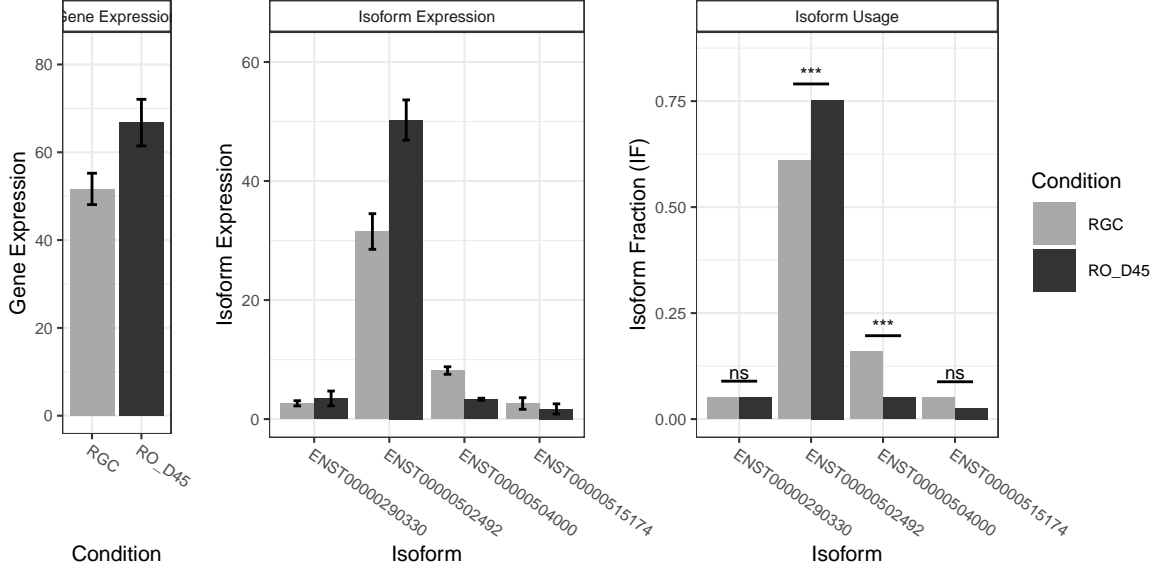 Gene Expression
Gene Expression
80
60
40
20
0
RGC
RO_D45
Condition
Isoform Expression
Isoform Expression
60
40
20
0
ENST00000290330
ENST00000502492
ENST00000504000
ENST00000515174
Isoform
Isoform Usage
Isoform Fraction (IF)
0.75
0.50
0.25
0.00
ns
***
***
ns
ENST00000290330
ENST00000502492
ENST00000504000
ENST00000515174
Isoform
Condition
RGC
RO_D45